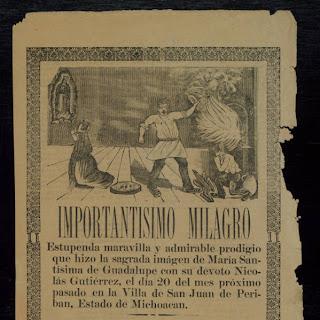 IMPORTANTISIMO MILAGRO
Estupenda maravilla y admirable prodigio
que hizo la sagrada imágen de María San-
tísima de Guadalupe con su devoto Nico-
lás Gutiérrez, el día 20 del mes próximo
pasado en la Villa de San Juan de Peri-
ban, Estado de Michoacan.